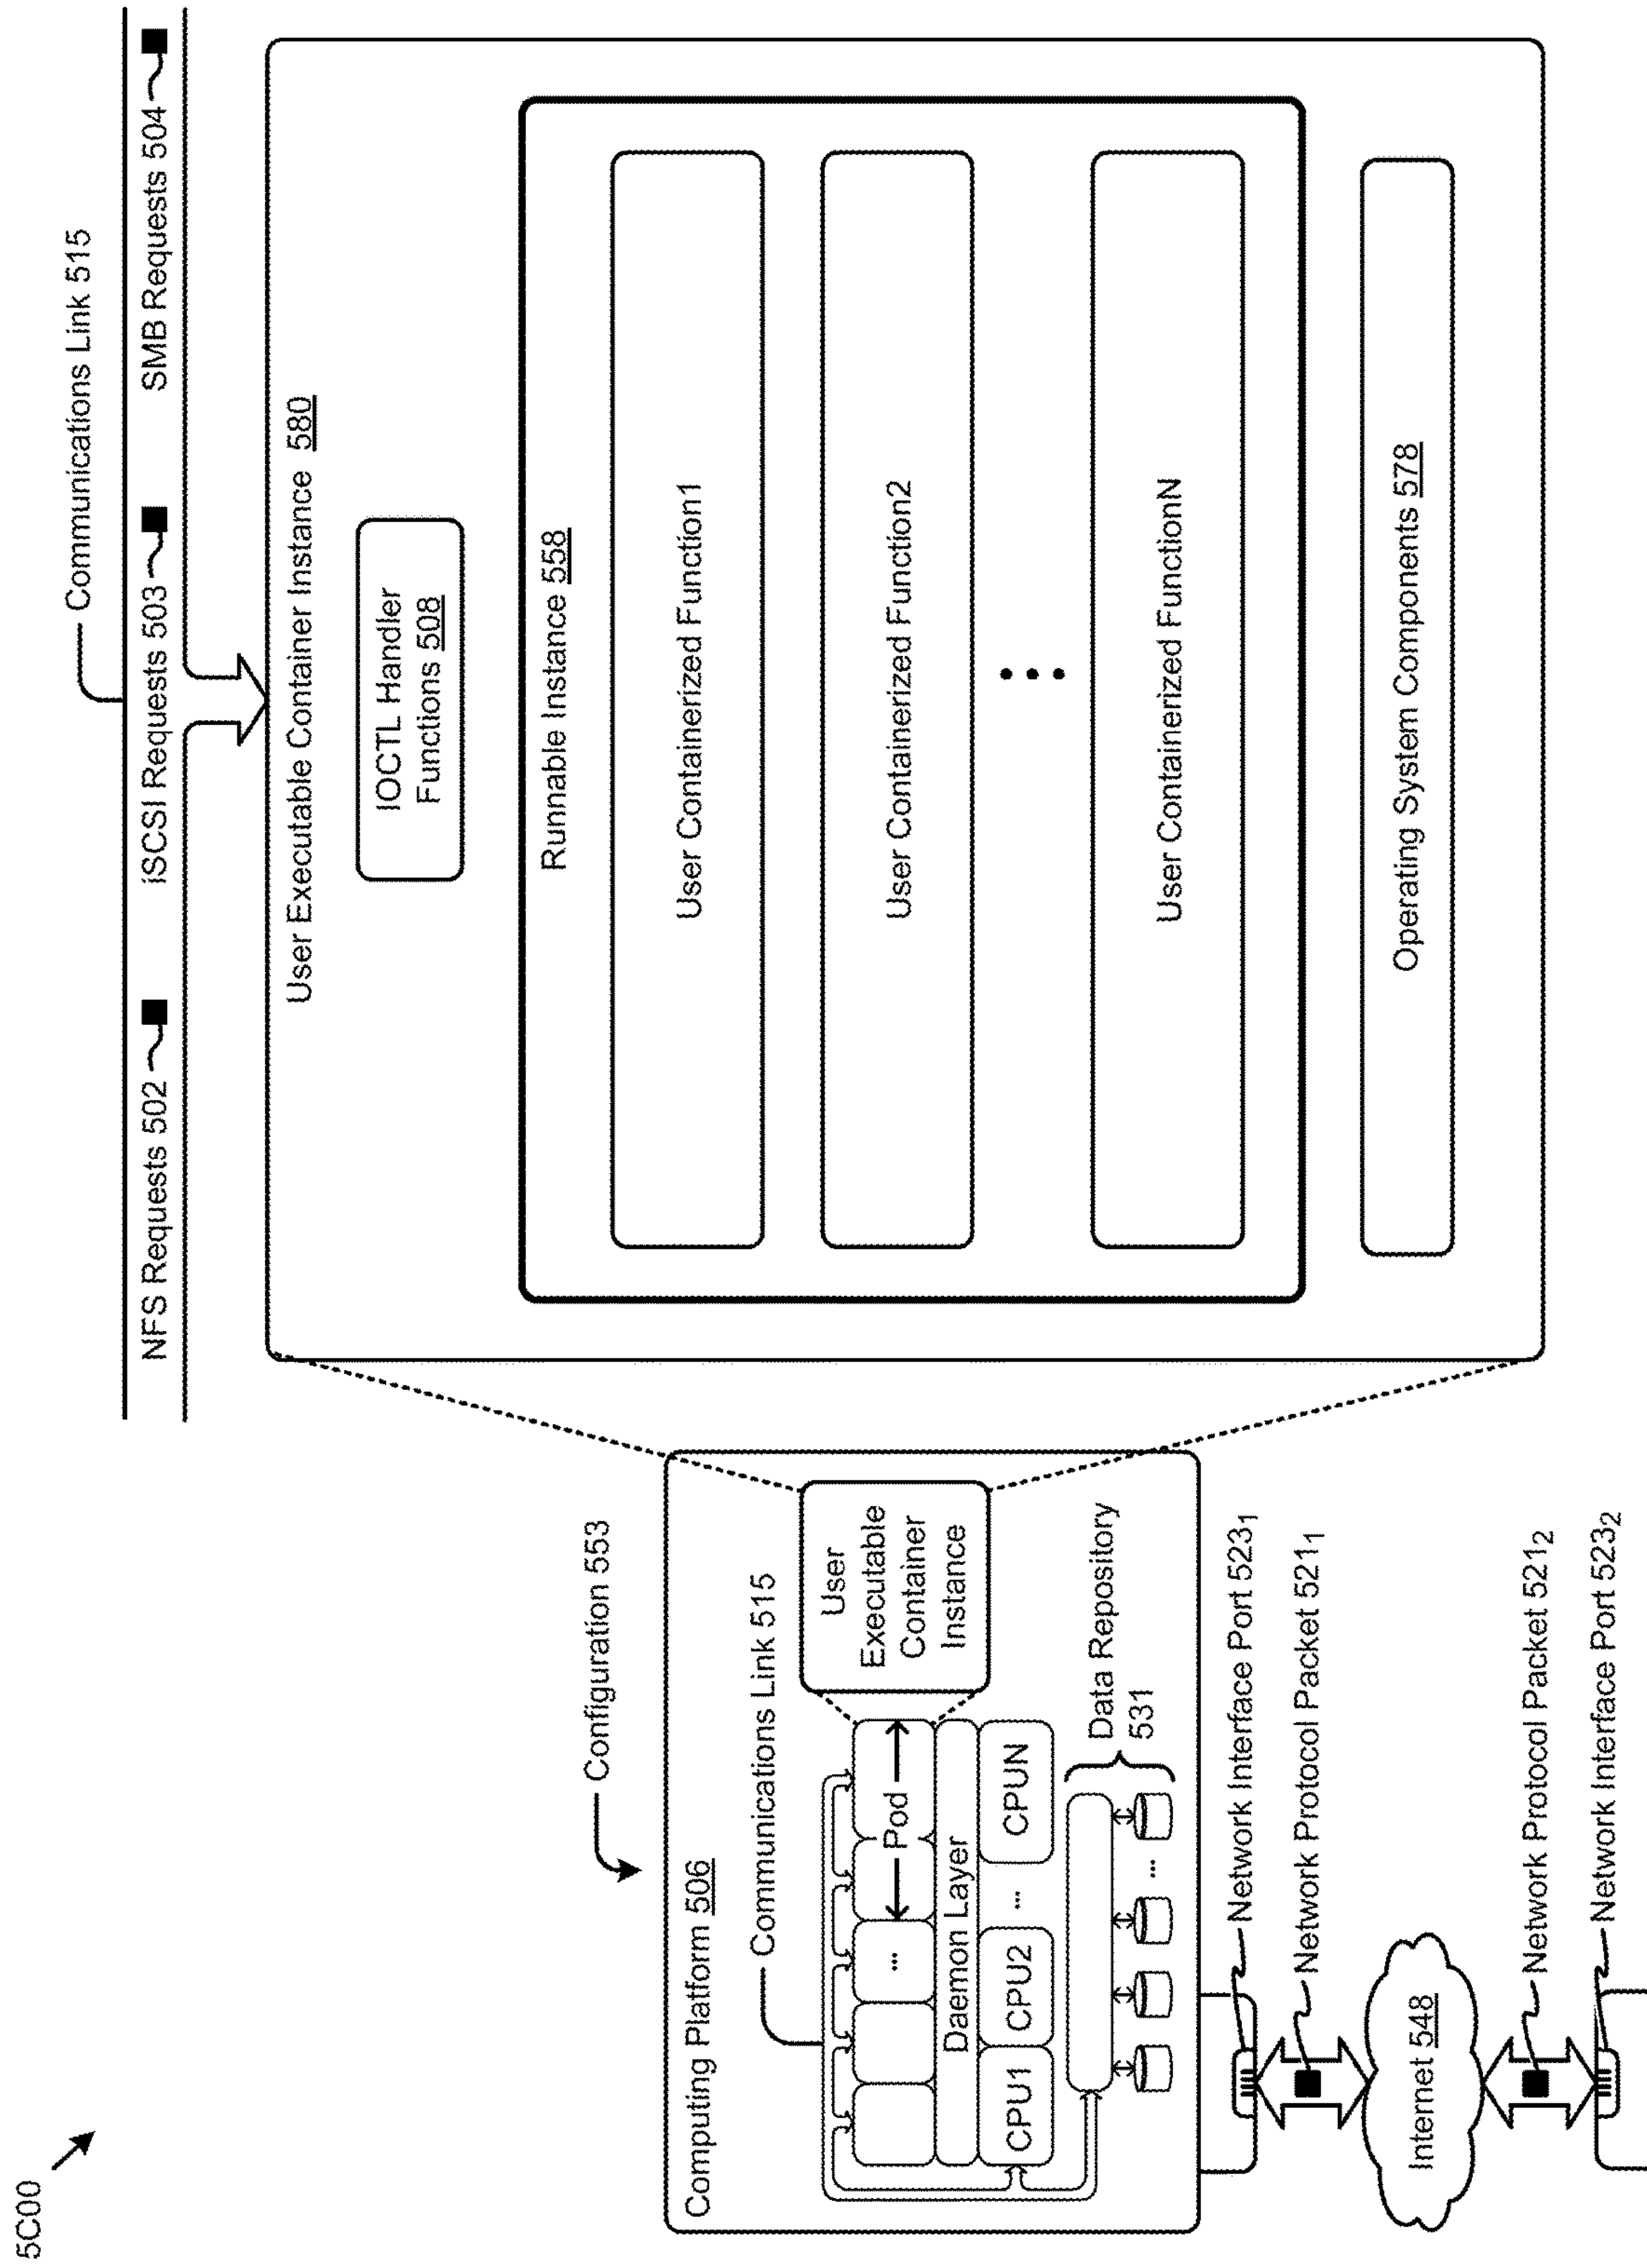 5C00
Communications Link 515
NFS Requests 502
iSCSI Requests 503
SMB Requests 504
Configuration 553
Computing Platform 506
Communications Link 515
...
Pod
Daemon Layer
CPU1
CPU2
...
CPUN
...
Data Repository
531
User
Executable
Container
Instance
User Executable Container Instance 580
IOCTL Handler
Functions 508
Runnable Instance 558
User Containerized Function1
User Containerized Function2
...
User Containerized FunctionN
Operating System Components 578
Network Interface Port 523₁
Network Protocol Packet 521₁
Internet 548
Network Protocol Packet 521₂
Network Interface Port 523₂